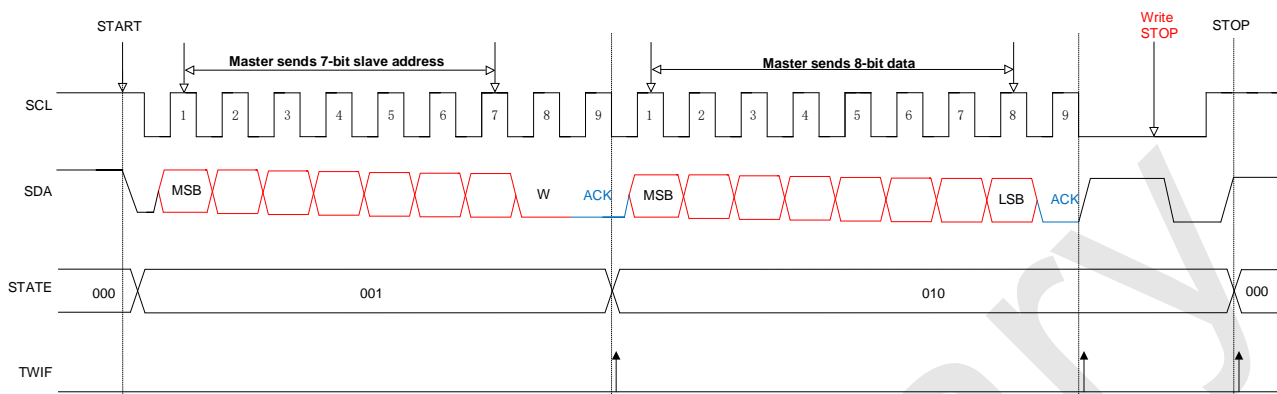 START
Write
STOP
STOP
Master sends 7-bit slave address
Master sends 8-bit data
SCL
1 2 3 4 5 6 7 8 9 1 2 3 4 5 6 7 8 9
SDA
MSB W ACK MSB LSB ACK
STATE
000 001 010 000
TWIF